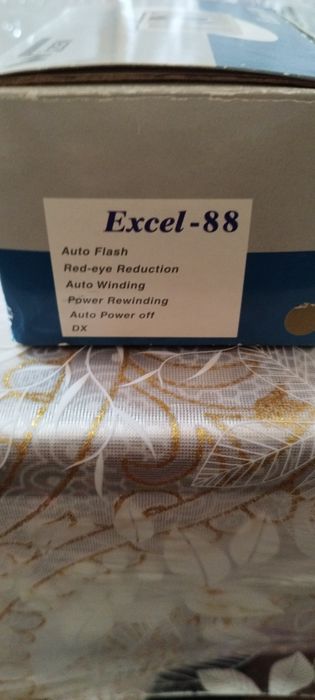 Excel-88
Auto Flash
Red-eye Reduction
Auto Winding
Power Rewinding
Auto Power off
DX